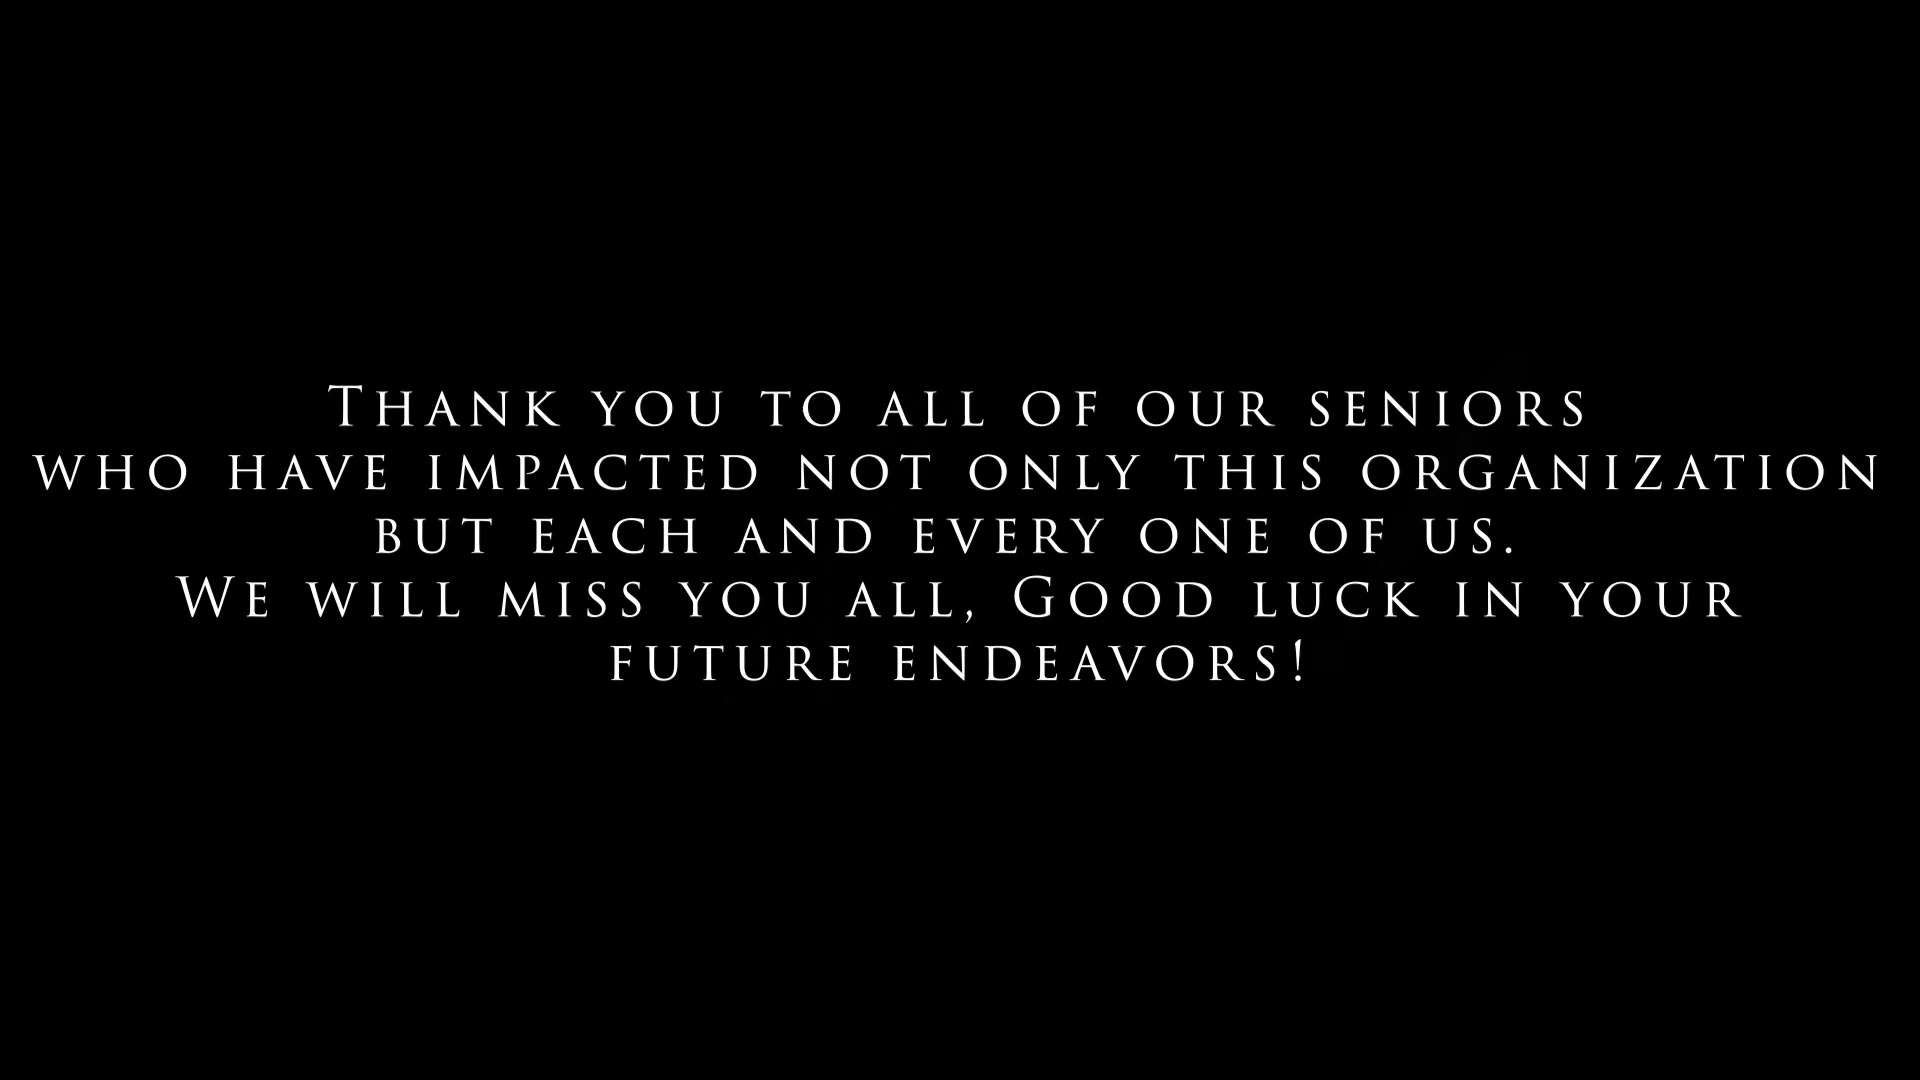 Thank you to all of our seniors
who have impacted not only this organization
but each and every one of us.
We will miss you all, Good luck in your
future endeavors!